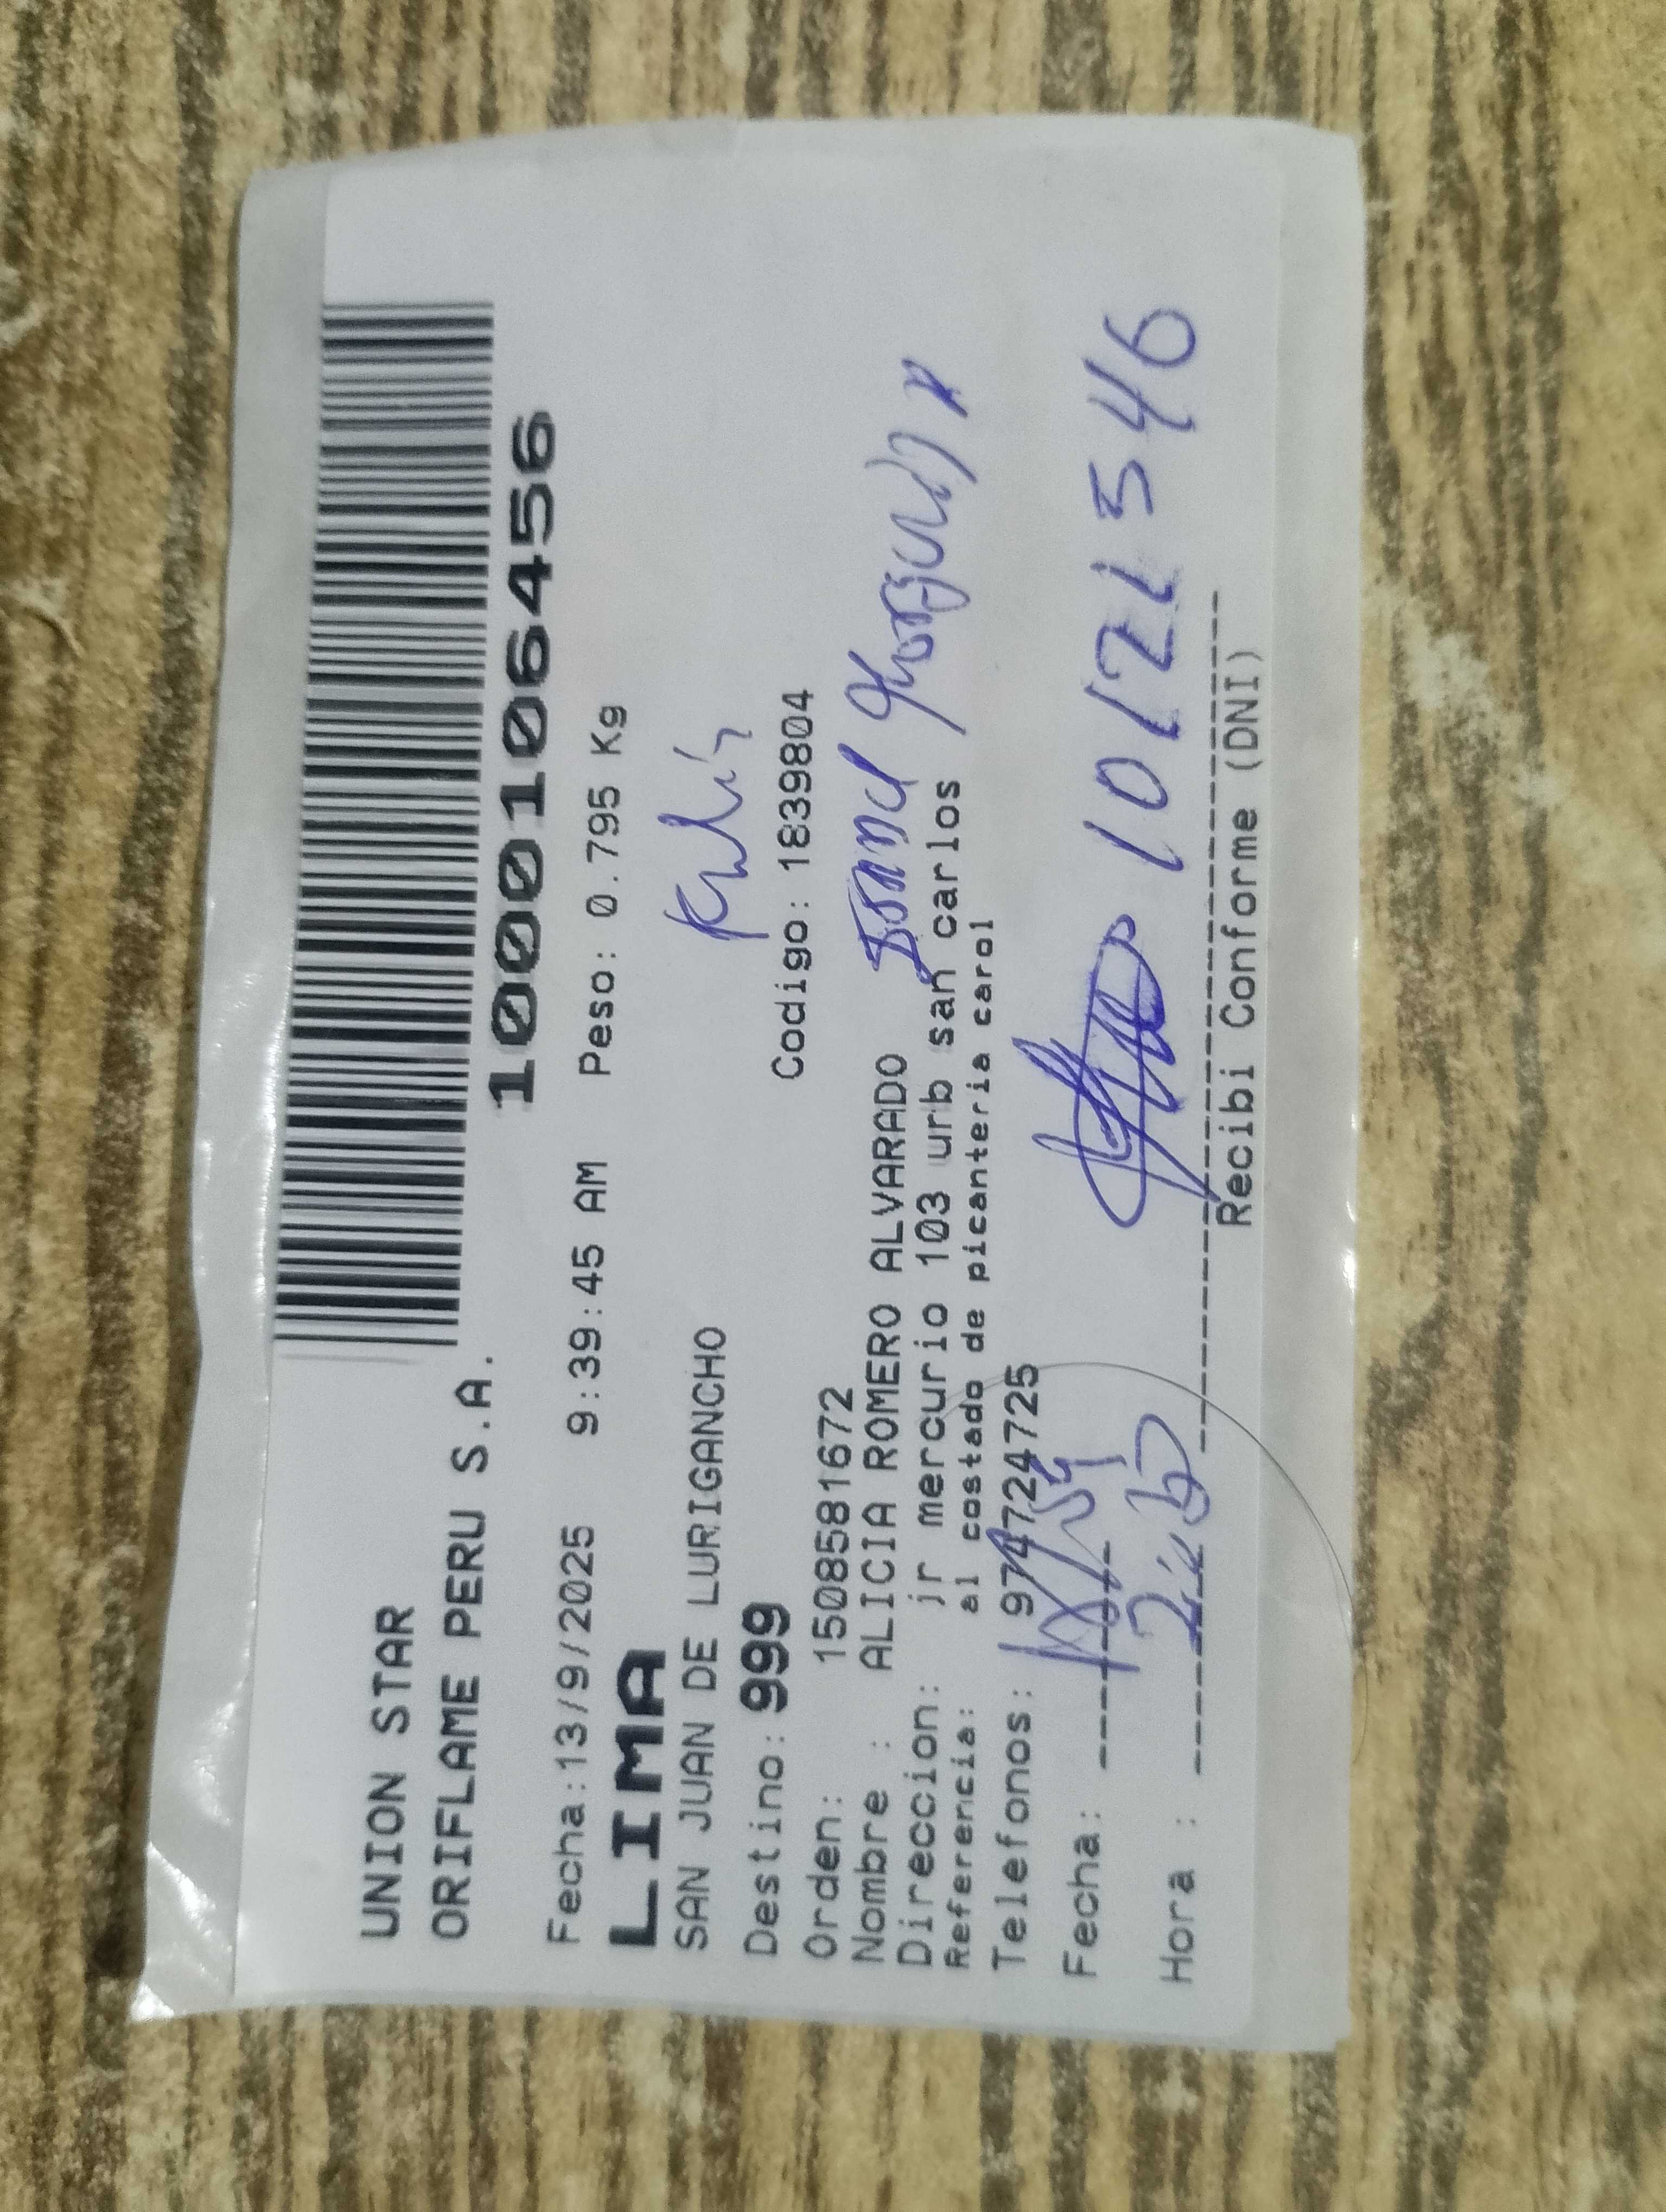 UNION STAR
ORIFLAME PERU S.A.
1000106456
Fecha:13/9/2025 9:39:45 AM Peso: 0.795 Kg
LIMA
SAN JUAN DE LURIGANCHO
Destino: 999 Codigo: 1839804
Orden: 1508581672
Nombre : ALICIA ROMERO ALVARADO
Direccion: jr mercurio 103 urb san carlos
Referencia: al costado de picanteria carol
Telefonos: 974724725
Fecha:
10121546
Hora :
Recibi Conforme (DNI)